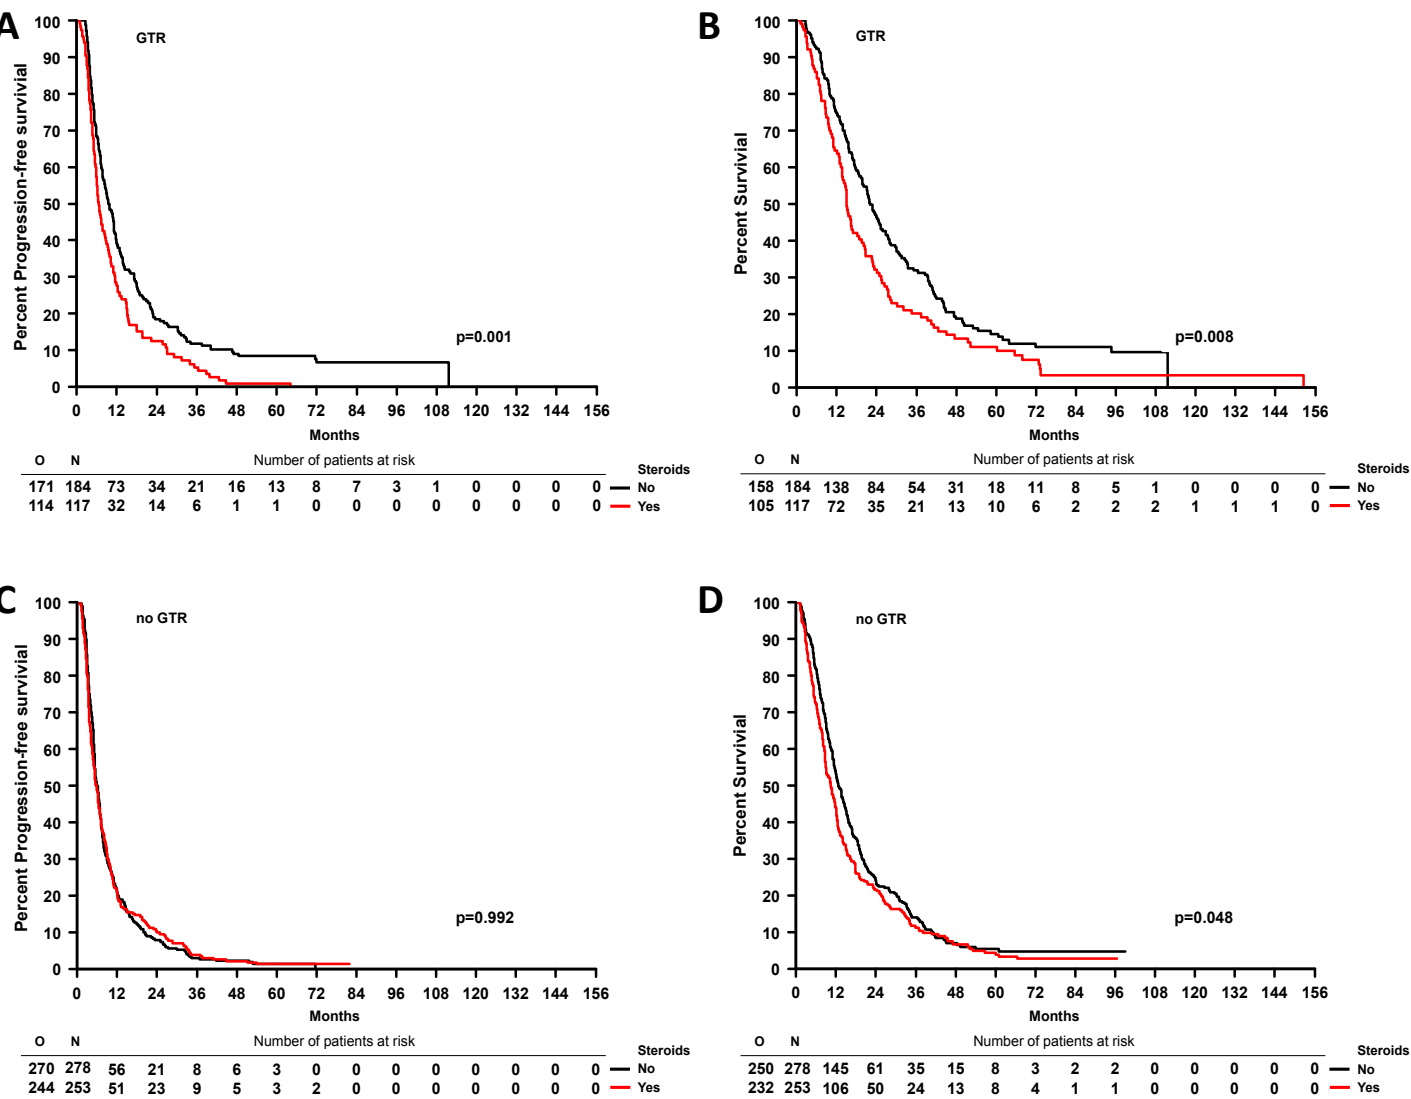 A
GTR
Percent Progression-free survivial
100
90
80
70
60
50
40
30
20
10
0
p=0.001
0 12 24 36 48 60 72 84 96 108 120 132 144 156
Months
O N Number of patients at risk
Steroids
171 184 73 34 21 16 13 8 7 3 1 0 0 0 0 No
114 117 32 14 6 1 1 0 0 0 0 0 0 0 0 Yes
B
GTR
Percent Survivial
100
90
80
70
60
50
40
30
20
10
0
p=0.008
0 12 24 36 48 60 72 84 96 108 120 132 144 156
Months
O N Number of patients at risk
Steroids
158 184 138 84 54 31 18 11 8 5 1 0 0 0 0 No
105 117 72 35 21 13 10 6 2 2 2 1 1 1 0 Yes
C
no GTR
Percent Progression-free survivial
100
90
80
70
60
50
40
30
20
10
0
p=0.992
0 12 24 36 48 60 72 84 96 108 120 132 144 156
Months
O N Number of patients at risk
Steroids
270 278 56 21 8 6 3 0 0 0 0 0 0 0 0 No
244 253 51 23 9 5 3 2 0 0 0 0 0 0 0 Yes
D
no GTR
Percent Survivial
100
90
80
70
60
50
40
30
20
10
0
p=0.048
0 12 24 36 48 60 72 84 96 108 120 132 144 156
Months
O N Number of patients at risk
Steroids
250 278 145 61 35 15 8 3 2 2 0 0 0 0 0 No
232 253 106 50 24 13 8 4 1 1 0 0 0 0 0 Yes